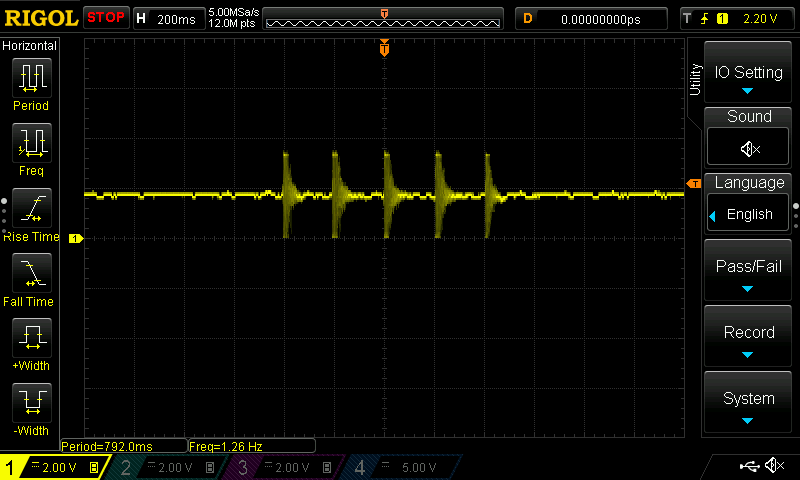 RIGOL STOP H 200ms 5.00MSa/s 12.0M pts T D 0.00000000ps T 1 2.20 V
Horizontal
Period
Freq
Rise Time
Fall Time
+Width
-Width
T
T
1
Utility
IO Setting
Sound
Language
English
Pass/Fail
Record
System
Period=792.0ms Freq=1.26 Hz
1 2.00 V B 2 2.00 V B 3 2.00 V B 4 5.00 V